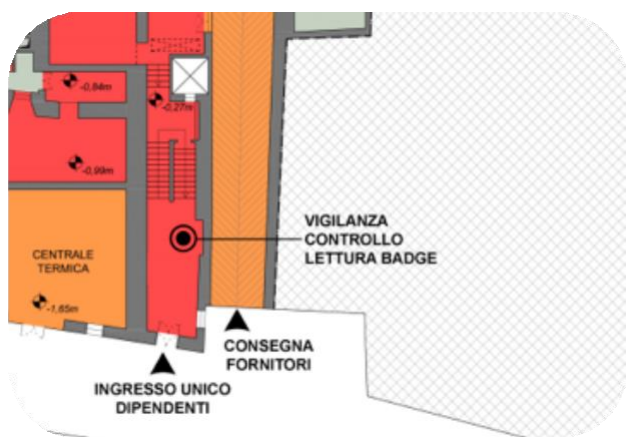 -0,84m
-0,27m
-0,99m
VIGILANZA
CONTROLLO
LETTURA BADGE
CENTRALE
TERMICA
-1,65m
CONSEGNA
FORNITORI
INGRESSO UNICO
DIPENDENTI